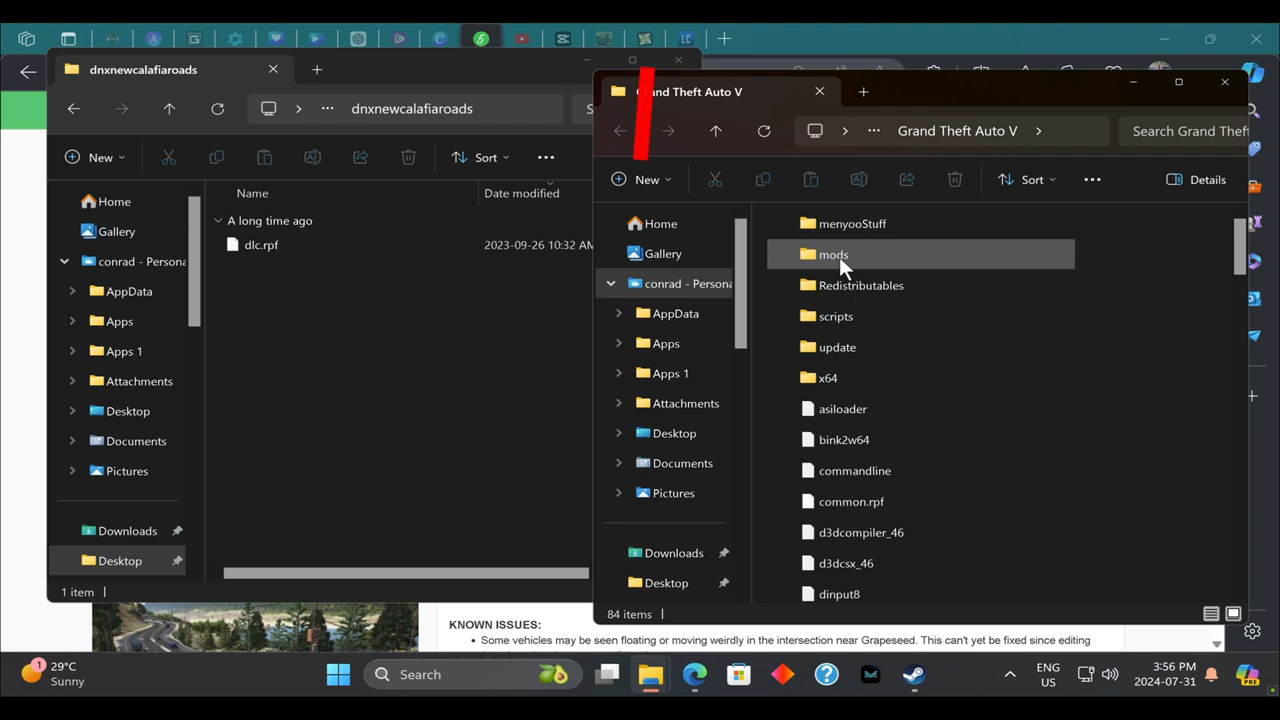 dnxnewcalafiaroads
dnxnewcalafiaroads
New
Sort
Name
Date modified
Home
Gallery
conrad - Persona
AppData
Apps
Apps 1
Attachments
Desktop
Documents
Pictures
Downloads
Desktop
A long time ago
dlc.rpf
2023-09-26 10:32 AM
1 item
and Theft Auto V
Grand Theft Auto V
Search Grand Theft
New
Sort
Details
Home
Gallery
conrad - Persona
AppData
Apps
Apps 1
Attachments
Desktop
Documents
Pictures
Downloads
Desktop
menyooStuff
mods
Redistributables
scripts
update
x64
asiloader
bink2w64
commandline
common.rpf
d3dcompiler_46
d3dcsx_46
dinput8
84 items
KNOWN ISSUES:
Some vehicles may be seen floating or moving weirdly in the intersection near Grapeseed. This can't yet be fixed since editing
1
29°C
Sunny
Search
ENG
US
3:56 PM
2024-07-31
PRE